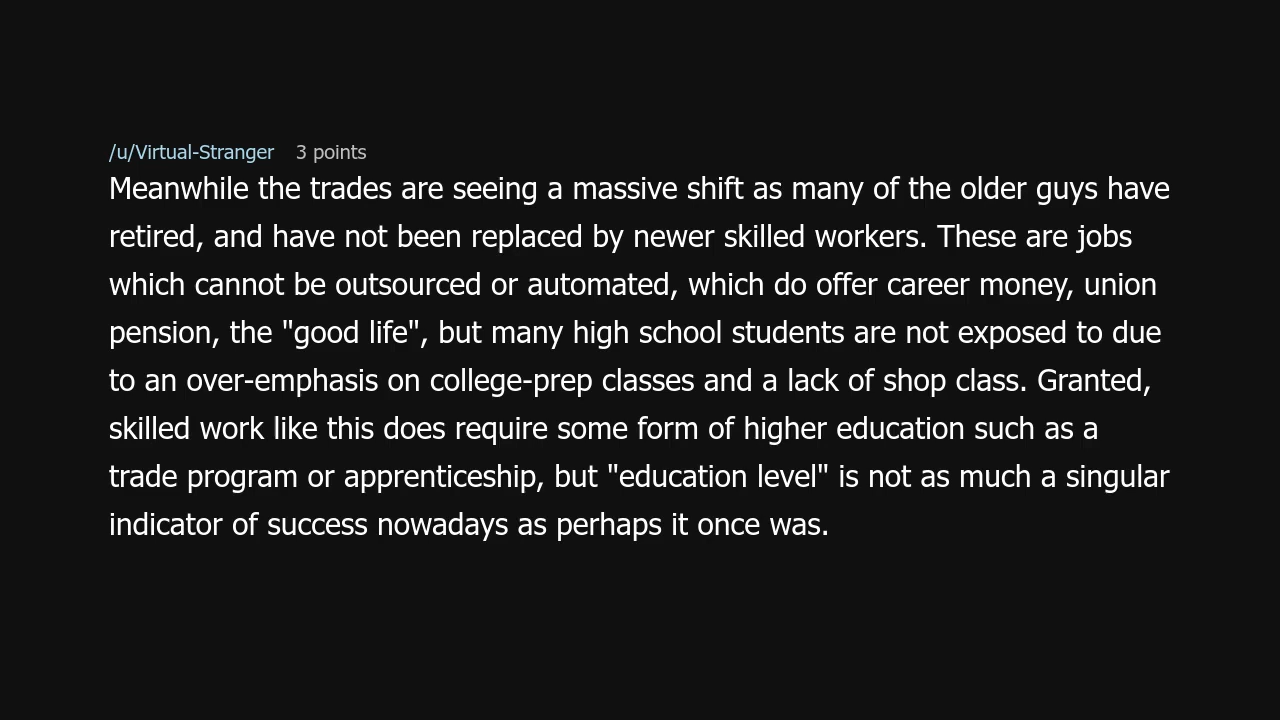 /u/Virtual-Stranger 3 points
Meanwhile the trades are seeing a massive shift as many of the older guys have
retired, and have not been replaced by newer skilled workers. These are jobs
which cannot be outsourced or automated, which do offer career money, union
pension, the "good life", but many high school students are not exposed to due
to an over-emphasis on college-prep classes and a lack of shop class. Granted,
skilled work like this does require some form of higher education such as a
trade program or apprenticeship, but "education level" is not as much a singular
indicator of success nowadays as perhaps it once was.